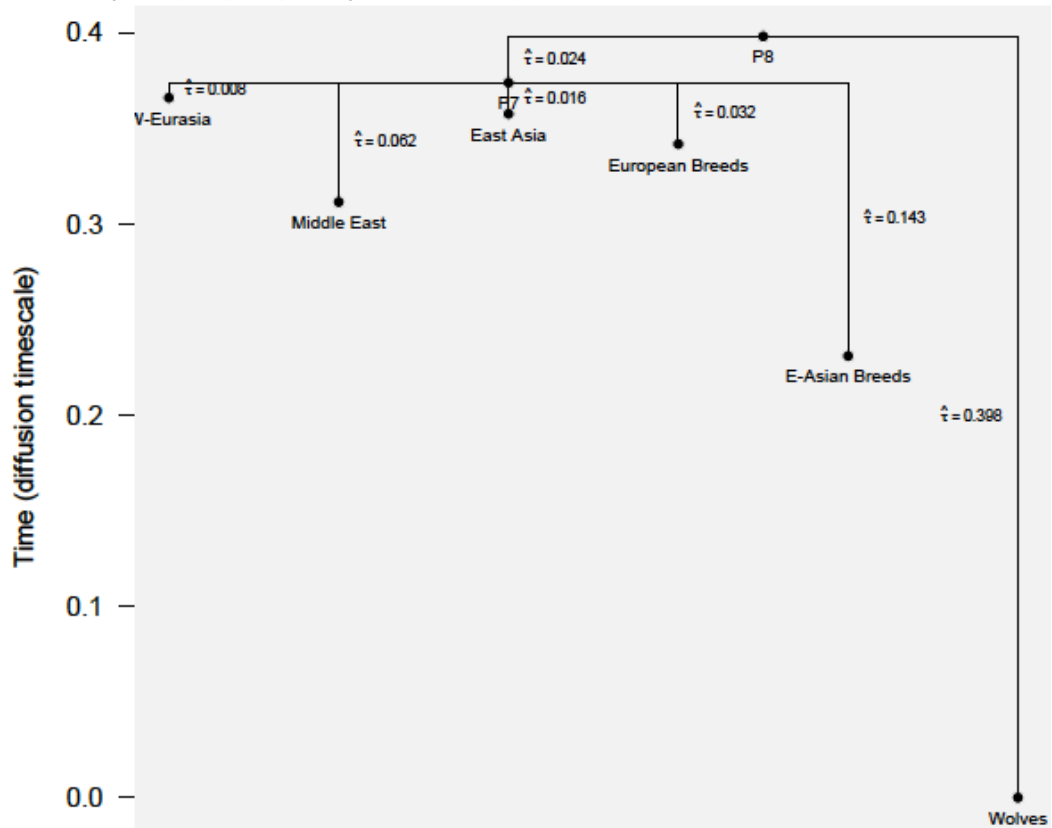 0.4
P8
τ̂ = 0.024
τ̂ = 0.008
P7
τ̂ = 0.016
W-Eurasia
East Asia
τ̂ = 0.032
τ̂ = 0.062
European Breeds
0.3
Middle East
τ̂ = 0.143
Time (diffusion timescale)
E-Asian Breeds
0.2
τ̂ = 0.398
0.1
0.0
Wolves